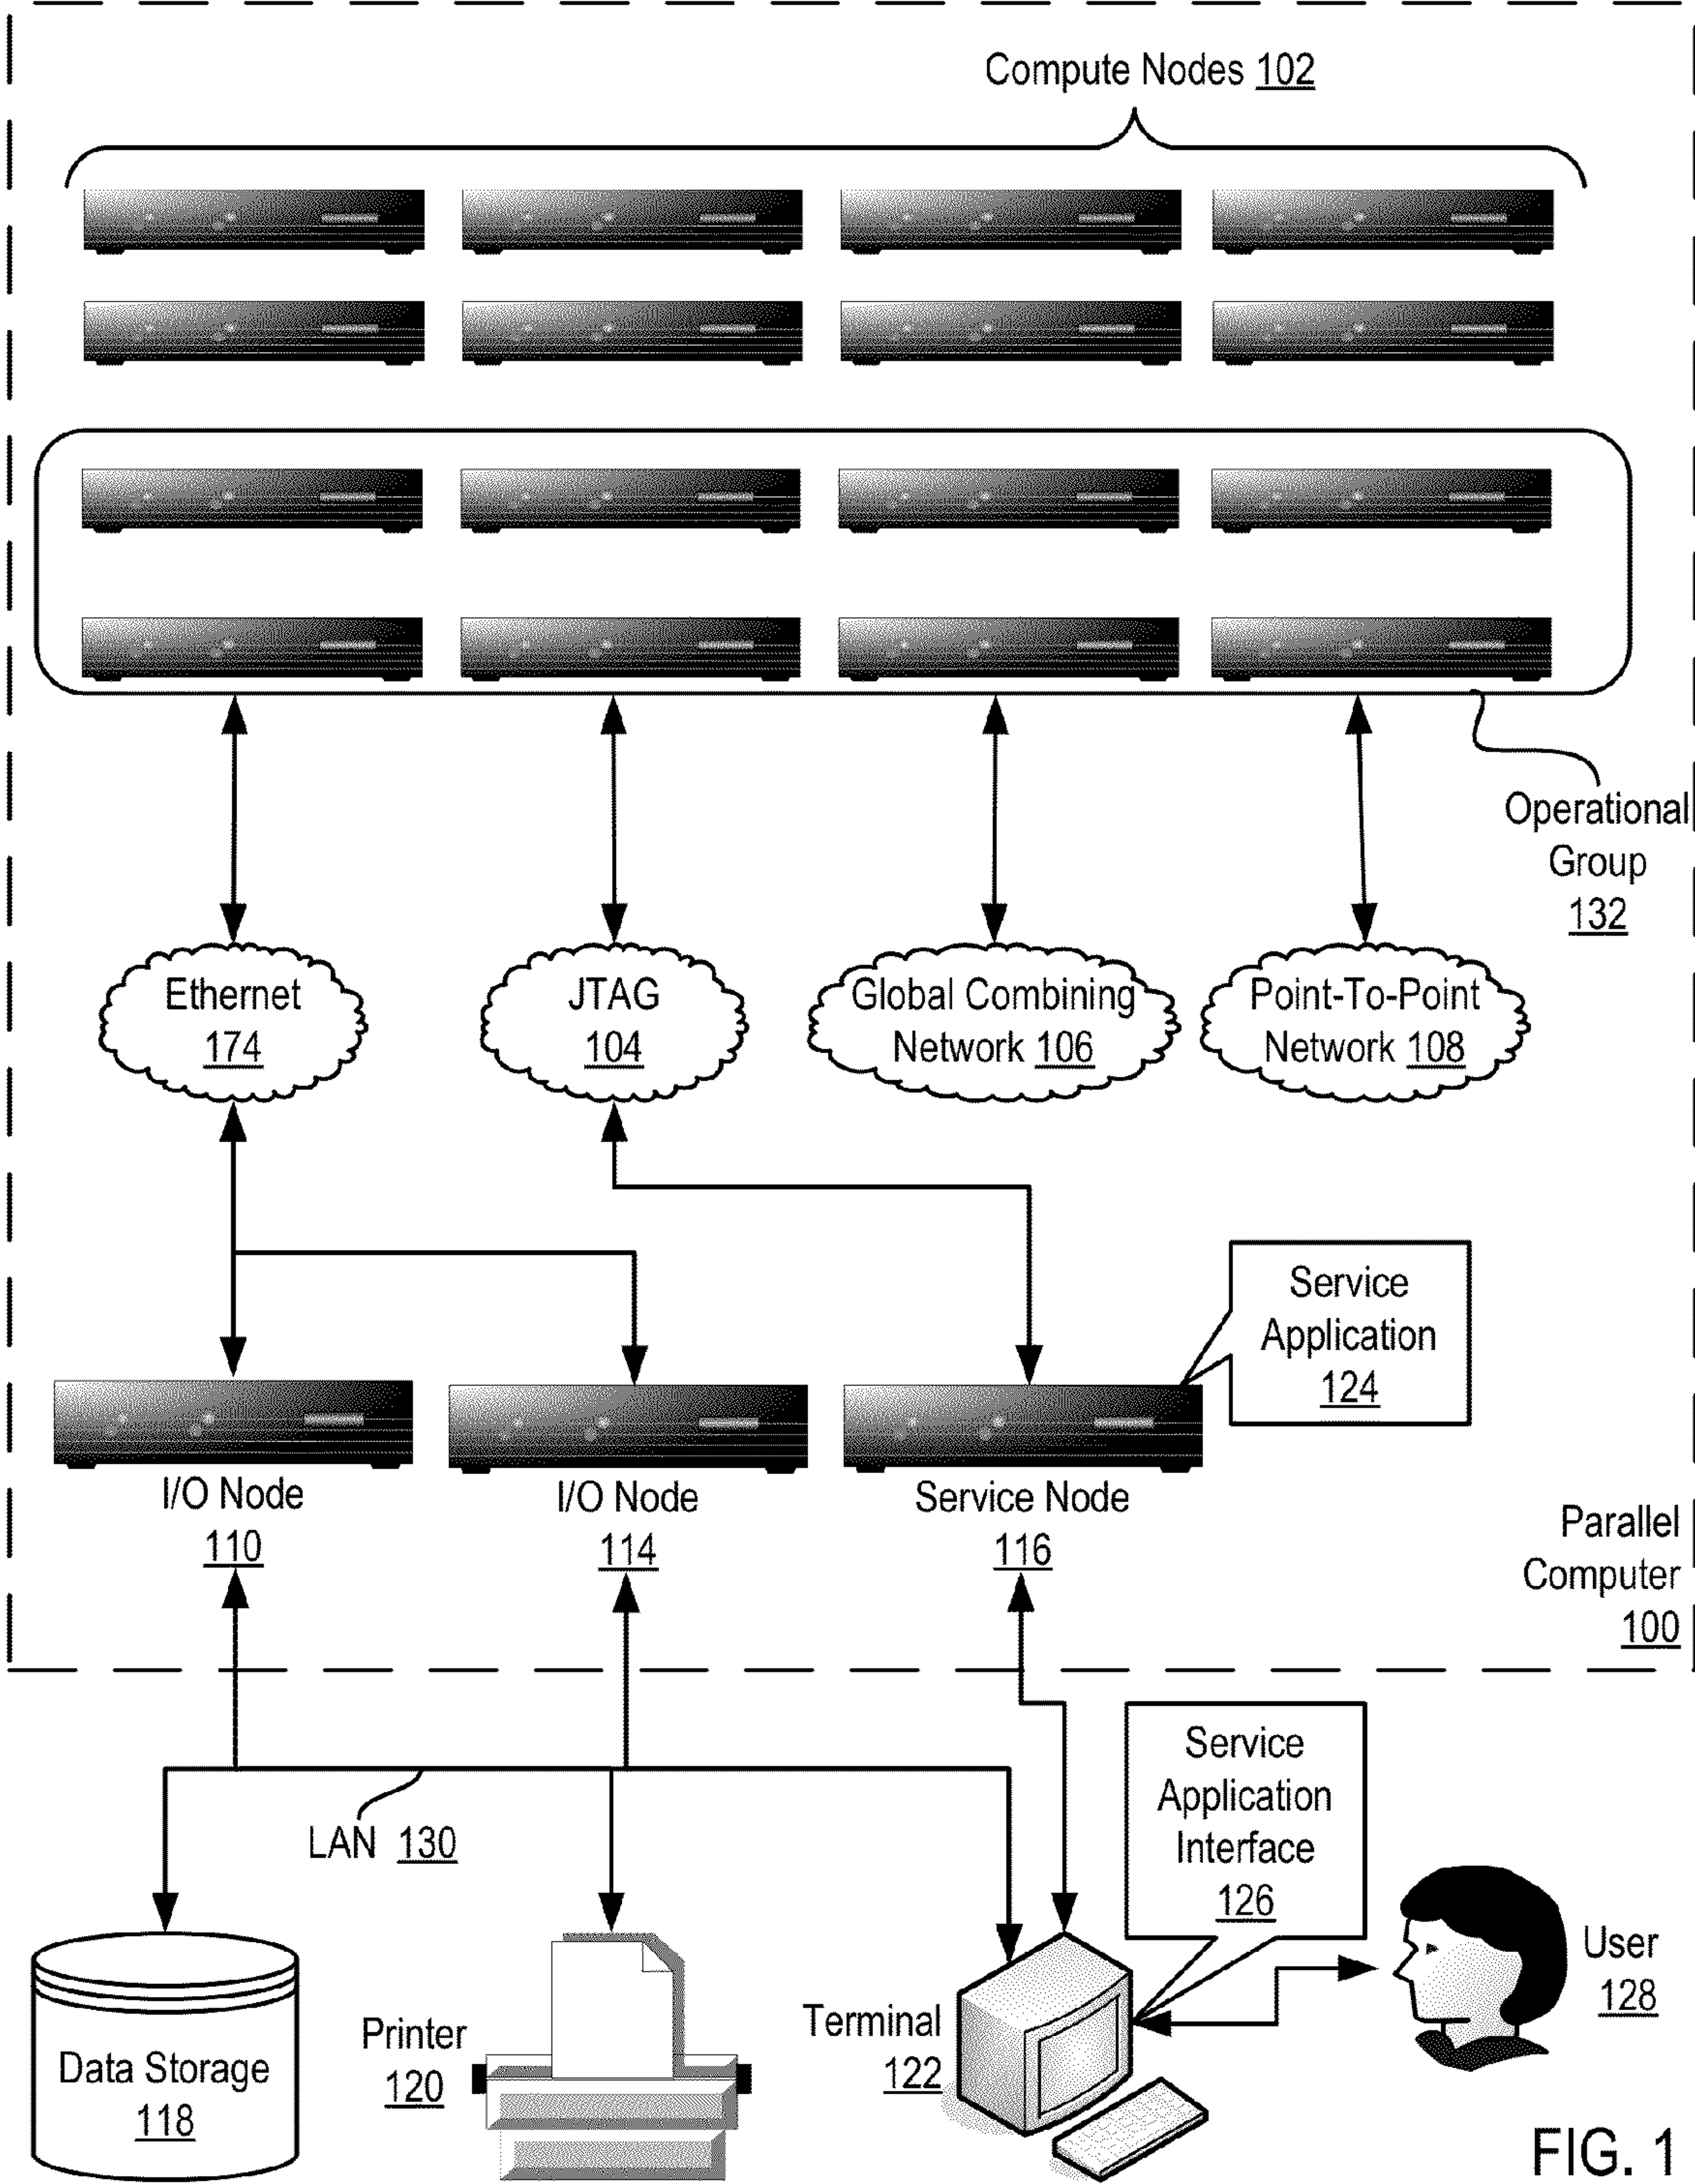 Compute Nodes 102
Operational
Group
132
Ethernet
174
JTAG
104
Global Combining
Network 106
Point-To-Point
Network 108
Service
Application
124
I/O Node
110
I/O Node
114
Service Node
116
Parallel
Computer
100
LAN 130
Service
Application
Interface
126
Data Storage
118
Printer
120
Terminal
122
User
128
FIG. 1